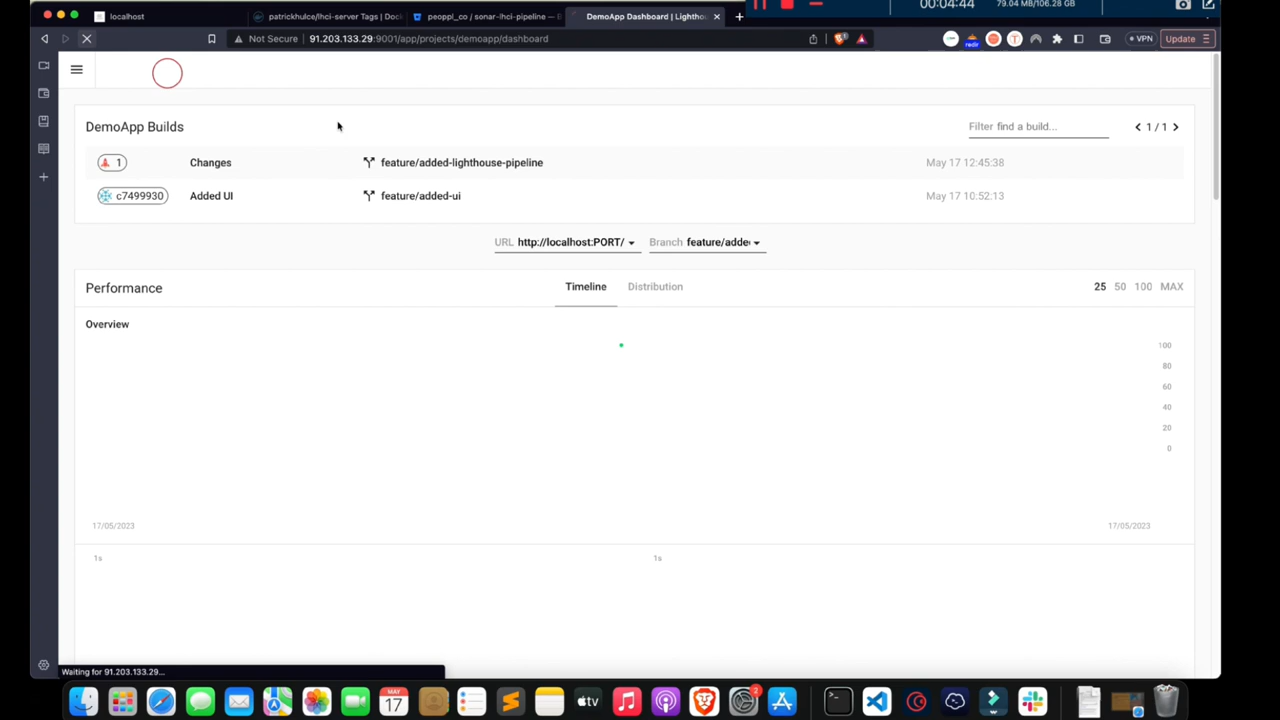 localhost
patrickhulce/lhci-server Tags | Dock
peoppl_co / sonar-lhci-pipeline — B
DemoApp Dashboard | Lighthou
00:04:44
79.04 MB/106.28 GB
Not Secure
91.203.133.29:9001/app/projects/demoapp/dashboard
VPN
Update
DemoApp Builds
Filter find a build...
1 / 1
1
Changes
feature/added-lighthouse-pipeline
May 17 12:45:38
c7499930
Added UI
feature/added-ui
May 17 10:52:13
URL http://localhost:PORT/
Branch feature/adde
Performance
Timeline
Distribution
25 50 100 MAX
Overview
100
80
60
40
20
0
17/05/2023
17/05/2023
1s
1s
Waiting for 91.203.133.29...
MAY
17
tv
2